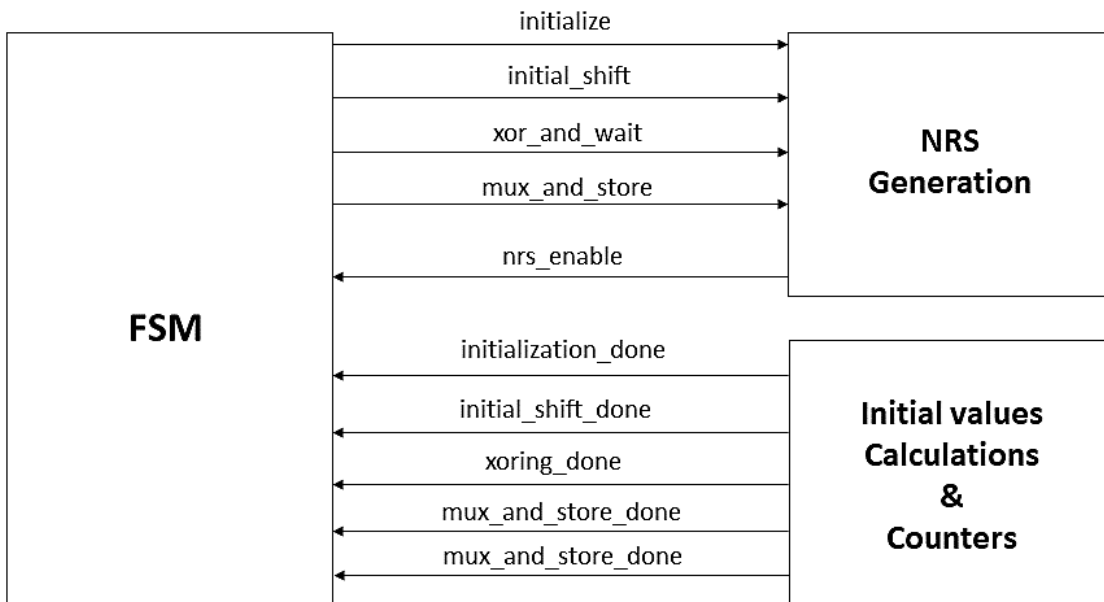 initialize
initial_shift
xor_and_wait
mux_and_store
nrs_enable
NRS
Generation
FSM
initialization_done
initial_shift_done
xoring_done
mux_and_store_done
mux_and_store_done
Initial values
Calculations
&
Counters